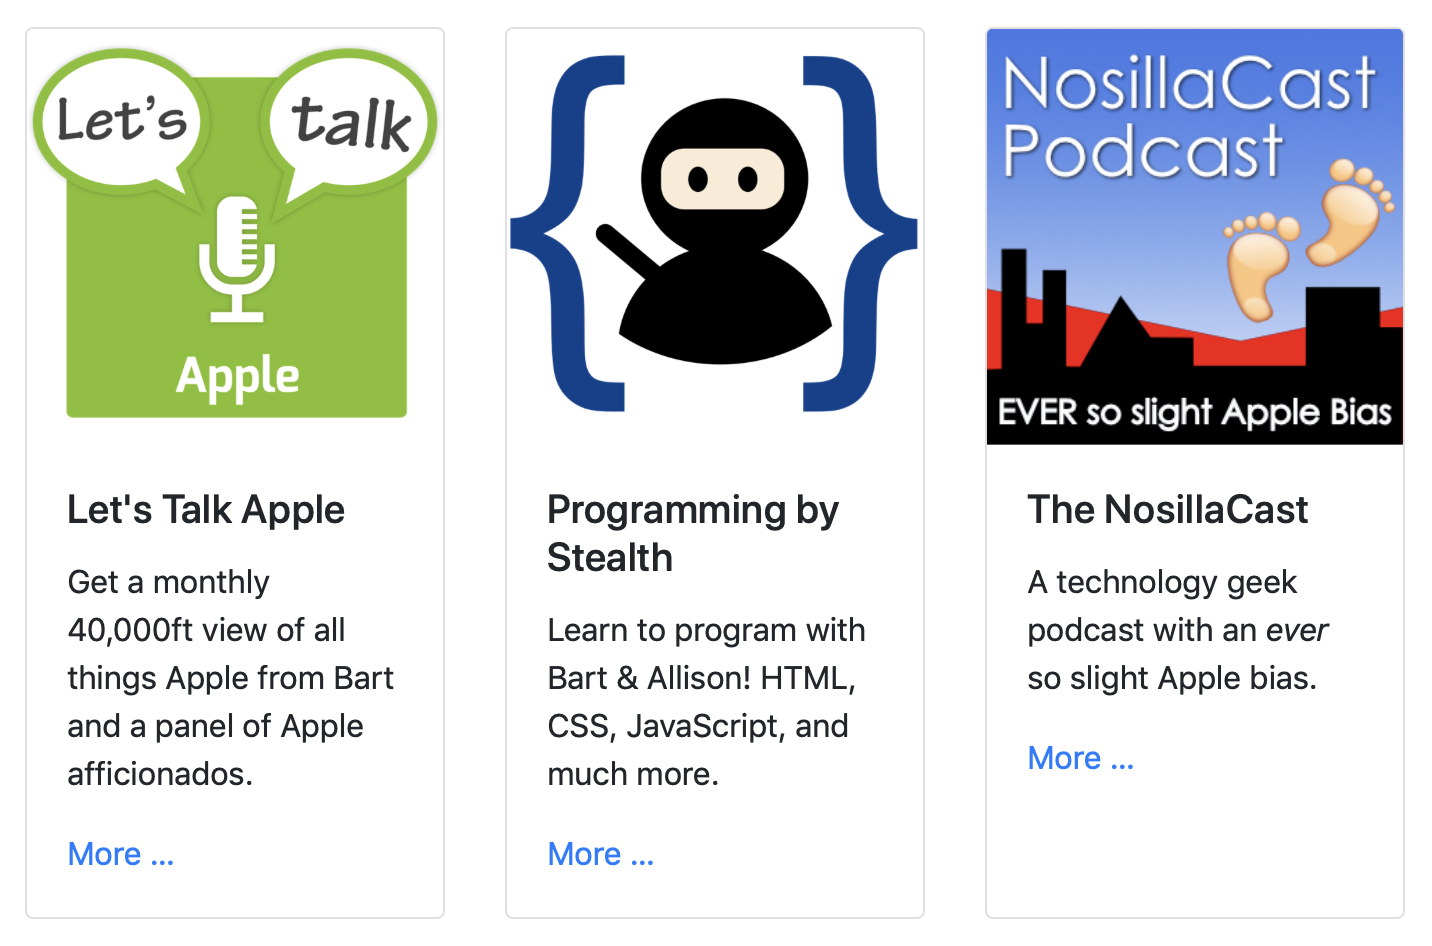 Let's
talk
Apple
Let's Talk Apple
Get a monthly
40,000ft view of all
things Apple from Bart
and a panel of Apple
afficionados.
More ...
Programming by
Stealth
Learn to program with
Bart & Allison! HTML,
CSS, JavaScript, and
much more.
More ...
NosillaCast
Podcast
EVER so slight Apple Bias
The NosillaCast
A technology geek
podcast with an ever
so slight Apple bias.
More ...